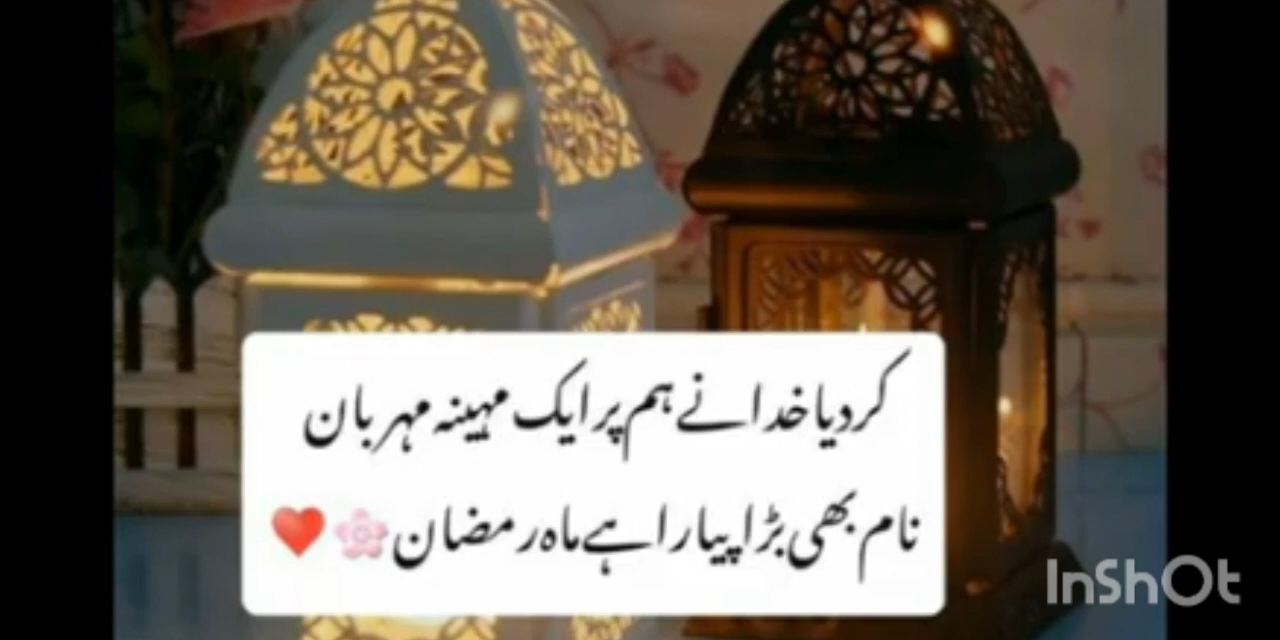 کر دیا خدا نے ہم پر ایک مہینہ مہربان
نام بھی بڑا پیارا ہے ماہ رمضان🌸♥️
InShOt